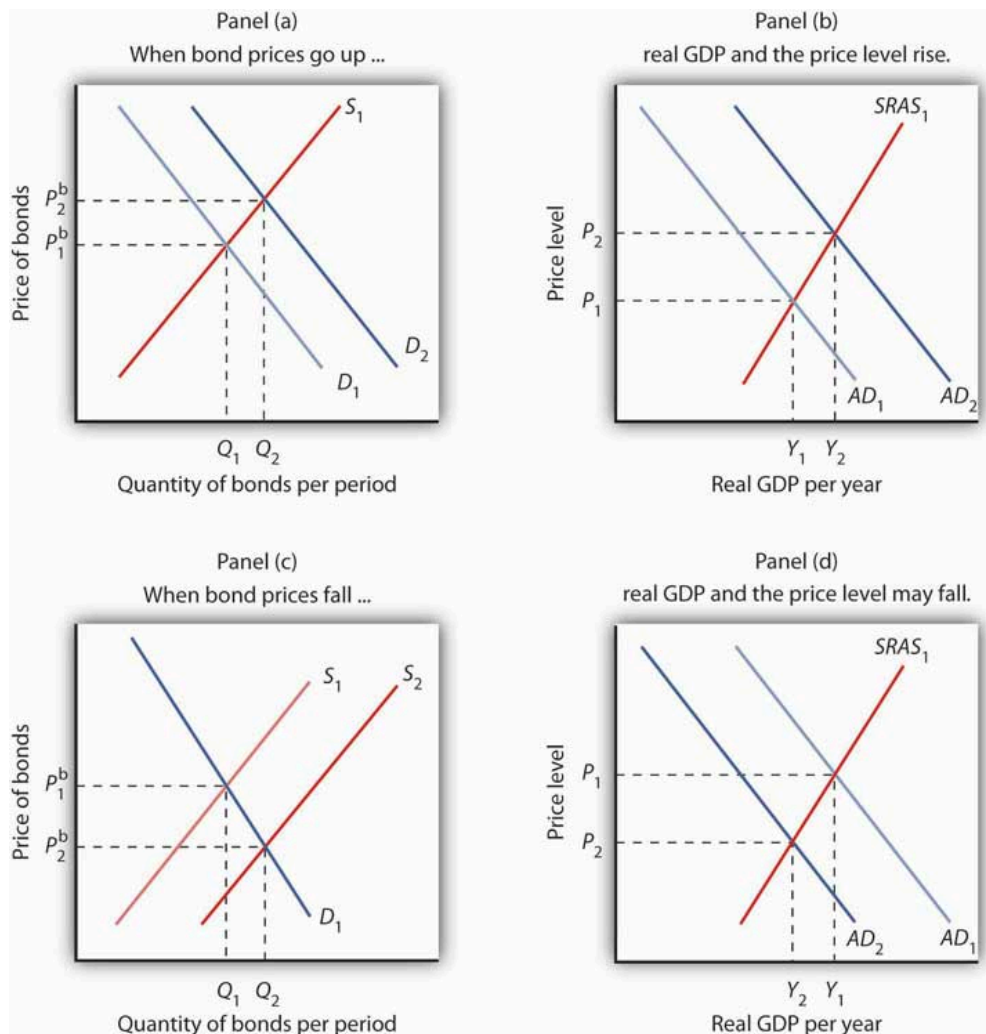 Panel (a)
When bond prices go up ...
Price of bonds
S1
P2b
P1b
D2
D1
Q1 Q2
Quantity of bonds per period
Panel (b)
real GDP and the price level rise.
Price level
SRAS1
P2
P1
AD1
AD2
Y1 Y2
Real GDP per year
Panel (c)
When bond prices fall ...
Price of bonds
S1
S2
P1b
P2b
D1
Q1 Q2
Quantity of bonds per period
Panel (d)
real GDP and the price level may fall.
Price level
SRAS1
P1
P2
AD2
AD1
Y2 Y1
Real GDP per year